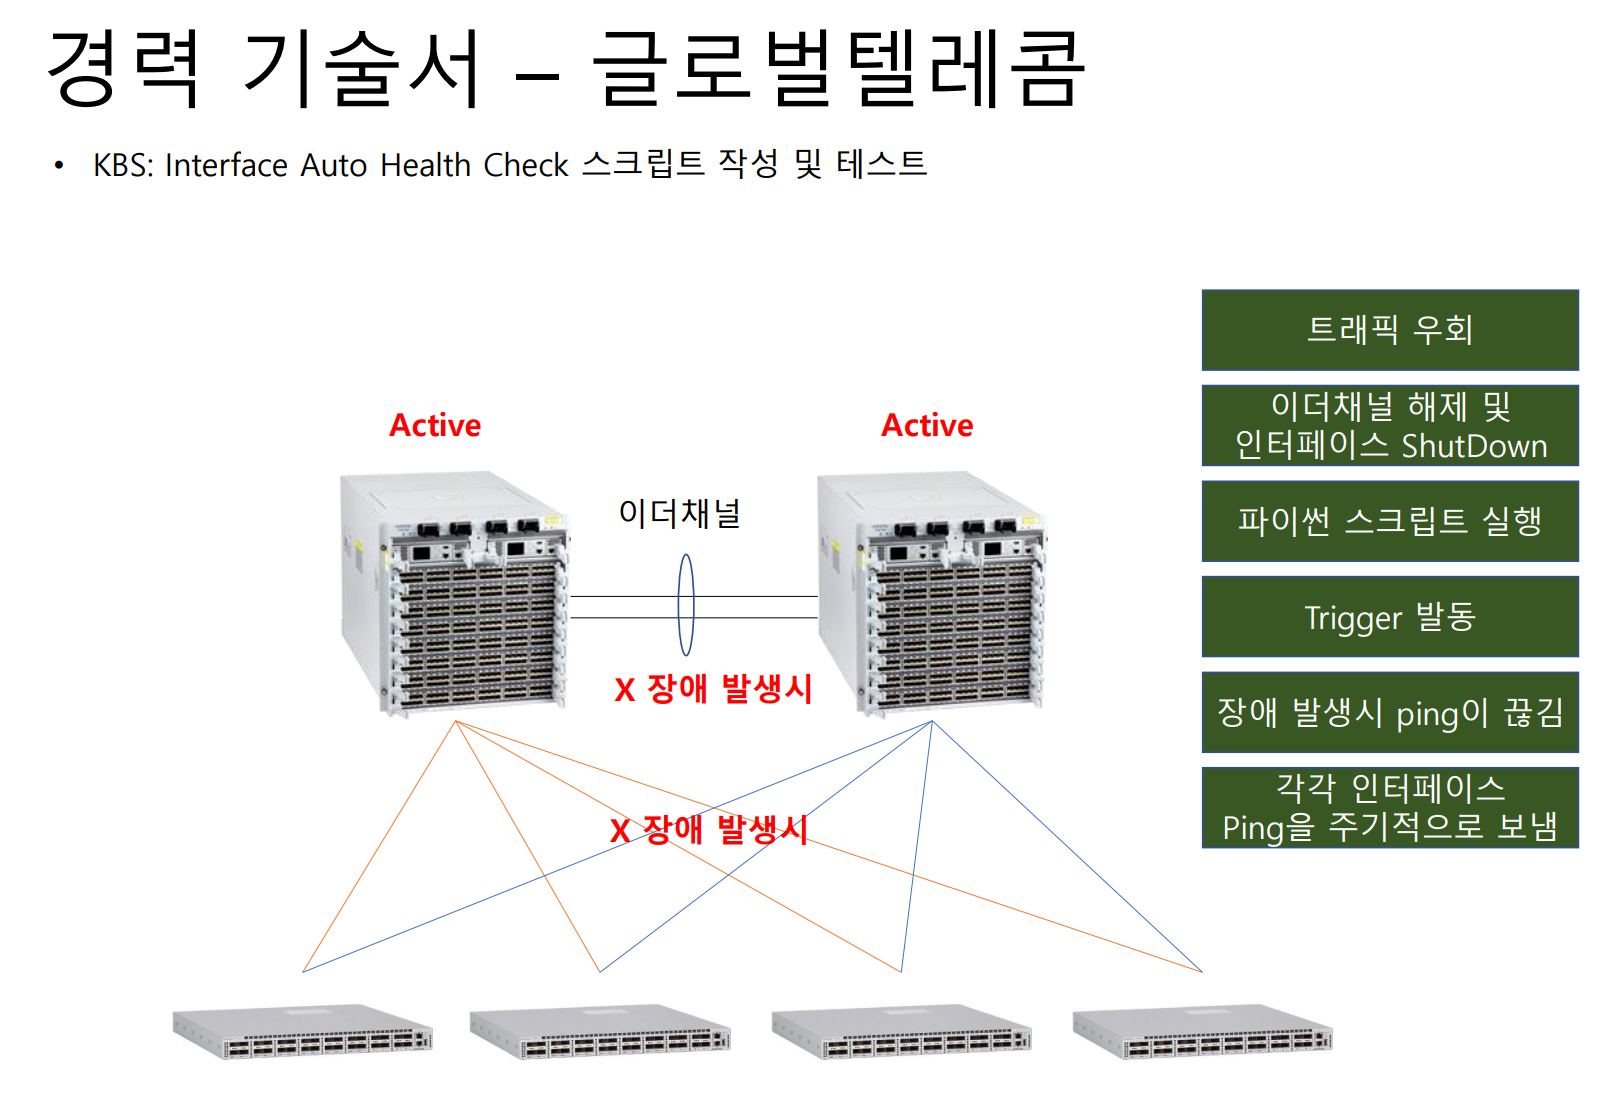 경력 기술서 – 글로벌텔레콤
• KBS: Interface Auto Health Check 스크립트 작성 및 테스트
트래픽 우회
이더채널 해제 및
인터페이스 ShutDown
파이썬 스크립트 실행
Trigger 발동
장애 발생시 ping이 끊김
각각 인터페이스
Ping을 주기적으로 보냄
Active
Active
이더채널
X 장애 발생시
X 장애 발생시